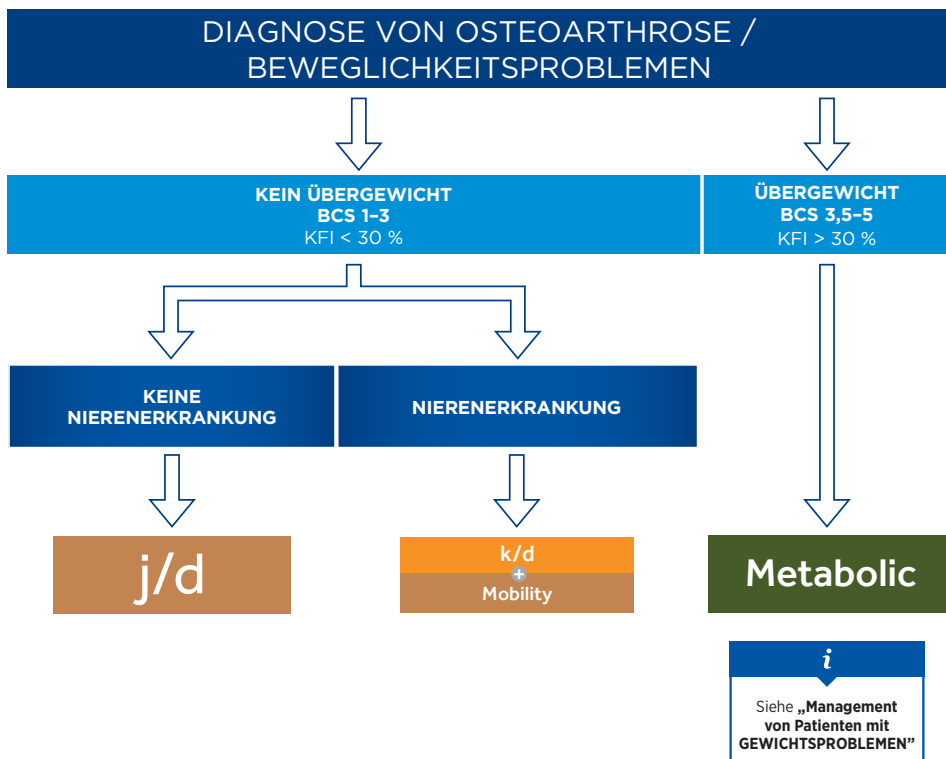 DIAGNOSE VON OSTEOARTHROSE /
BEWEGLICHKEITSPROBLEMEN
KEIN ÜBERGEWICHT
BCS 1–3
KFI < 30 %
ÜBERGEWICHT
BCS 3,5–5
KFI > 30 %
KEINE
NIERENERKRANKUNG
NIERENERKRANKUNG
j/d
k/d
+
Mobility
Metabolic
i
Siehe „Management
von Patienten mit
GEWICHTSPROBLEMEN”